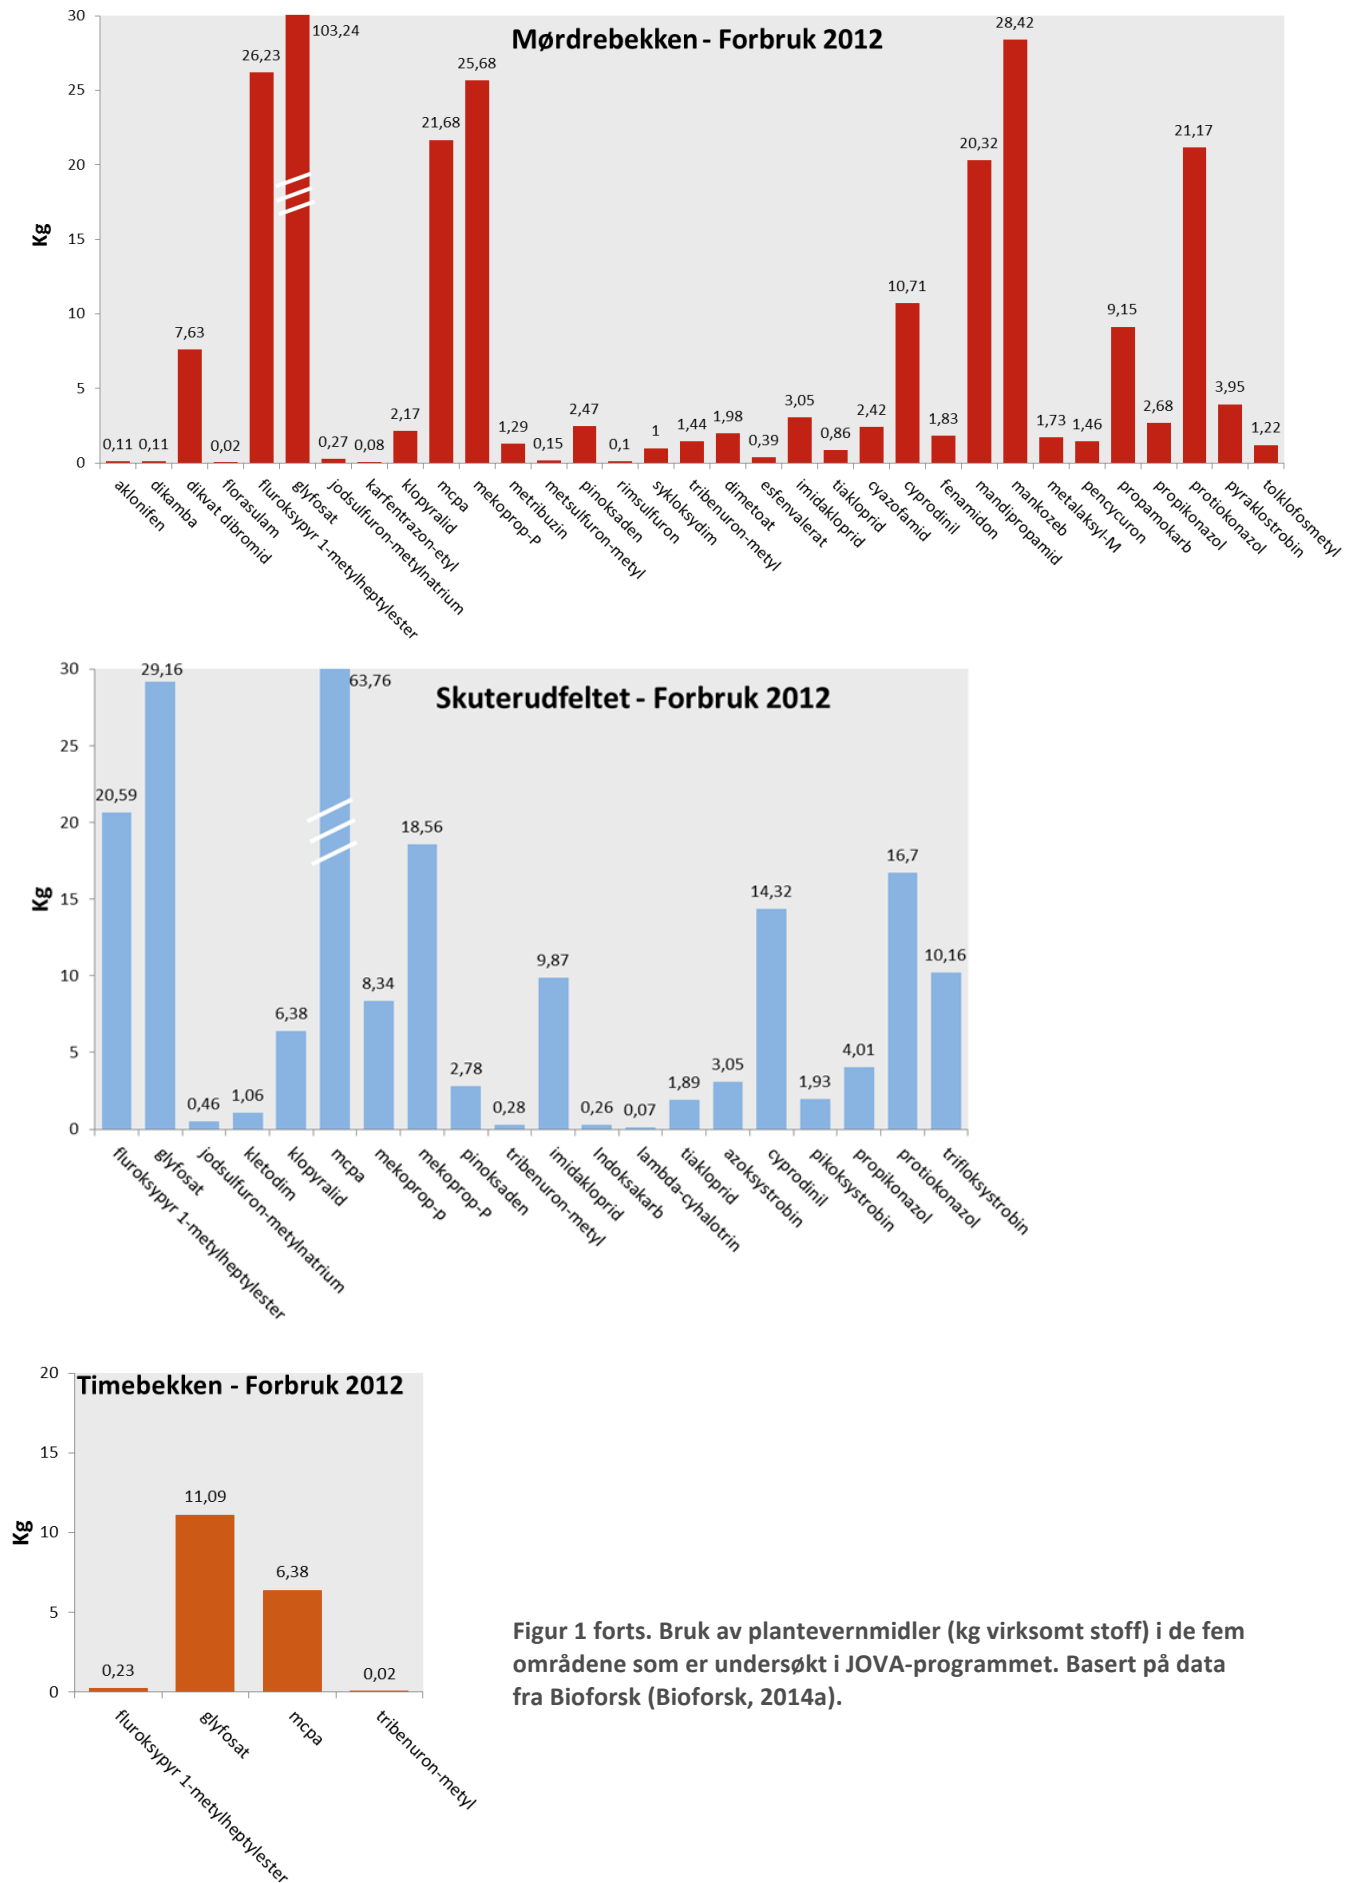 Mørdrebekken - Forbruk 2012
Kg
30
25
20
15
10
5
0
0,11
0,11
7,63
0,02
26,23
103,24
0,27
0,08
2,17
21,68
25,68
1,29
0,15
2,47
0,1
1
1,44
1,98
0,39
3,05
0,86
2,42
10,71
1,83
20,32
28,42
1,73
1,46
9,15
2,68
21,17
3,95
1,22
aklonifen
dikamba
dikvat dibromid
florasulam
fluroksypyr 1-metylheptylester
glyfosat
jodsulfuron-metylnatrium
karfentrazon-etyl
klopyralid
mcpa
mekoprop-P
metribuzin
metsulfuron-metyl
pinoksaden
rimsulfuron
sykloksydim
tribenuron-metyl
dimetoat
esfenvalerat
imidakloprid
tiakloprid
cyazofamid
cyprodinil
fenamidon
mandipropamid
mankozeb
metalaksyl-M
pencycuron
propamokarb
propikonazol
protiokonazol
pyraklostrobin
tolklofosmetyl
Skuterudfeltet - Forbruk 2012
Kg
30
25
20
15
10
5
0
20,59
29,16
0,46
1,06
6,38
63,76
8,34
18,56
2,78
0,28
9,87
0,26
0,07
1,89
3,05
14,32
1,93
4,01
16,7
10,16
fluroksypyr 1-metylheptylester
glyfosat
jodsulfuron-metylnatrium
kletodim
klopyralid
mcpa
mekoprop-p
mekoprop-P
pinoksaden
tribenuron-metyl
imidakloprid
Indoksakarb
lambda-cyhalotrin
tiakloprid
azoksystrobin
cyprodinil
pikoksystrobin
propikonazol
protiokonazol
trifloksystrobin
Timebekken - Forbruk 2012
Kg
20
15
10
5
0
0,23
11,09
6,38
0,02
fluroksypyr 1-metylheptylester
glyfosat
mcpa
tribenuron-metyl
Figur 1 forts. Bruk av plantevernmidler (kg virksomt stoff) i de fem
områdene som er undersøkt i JOVA-programmet. Basert på data
fra Bioforsk (Bioforsk, 2014a).